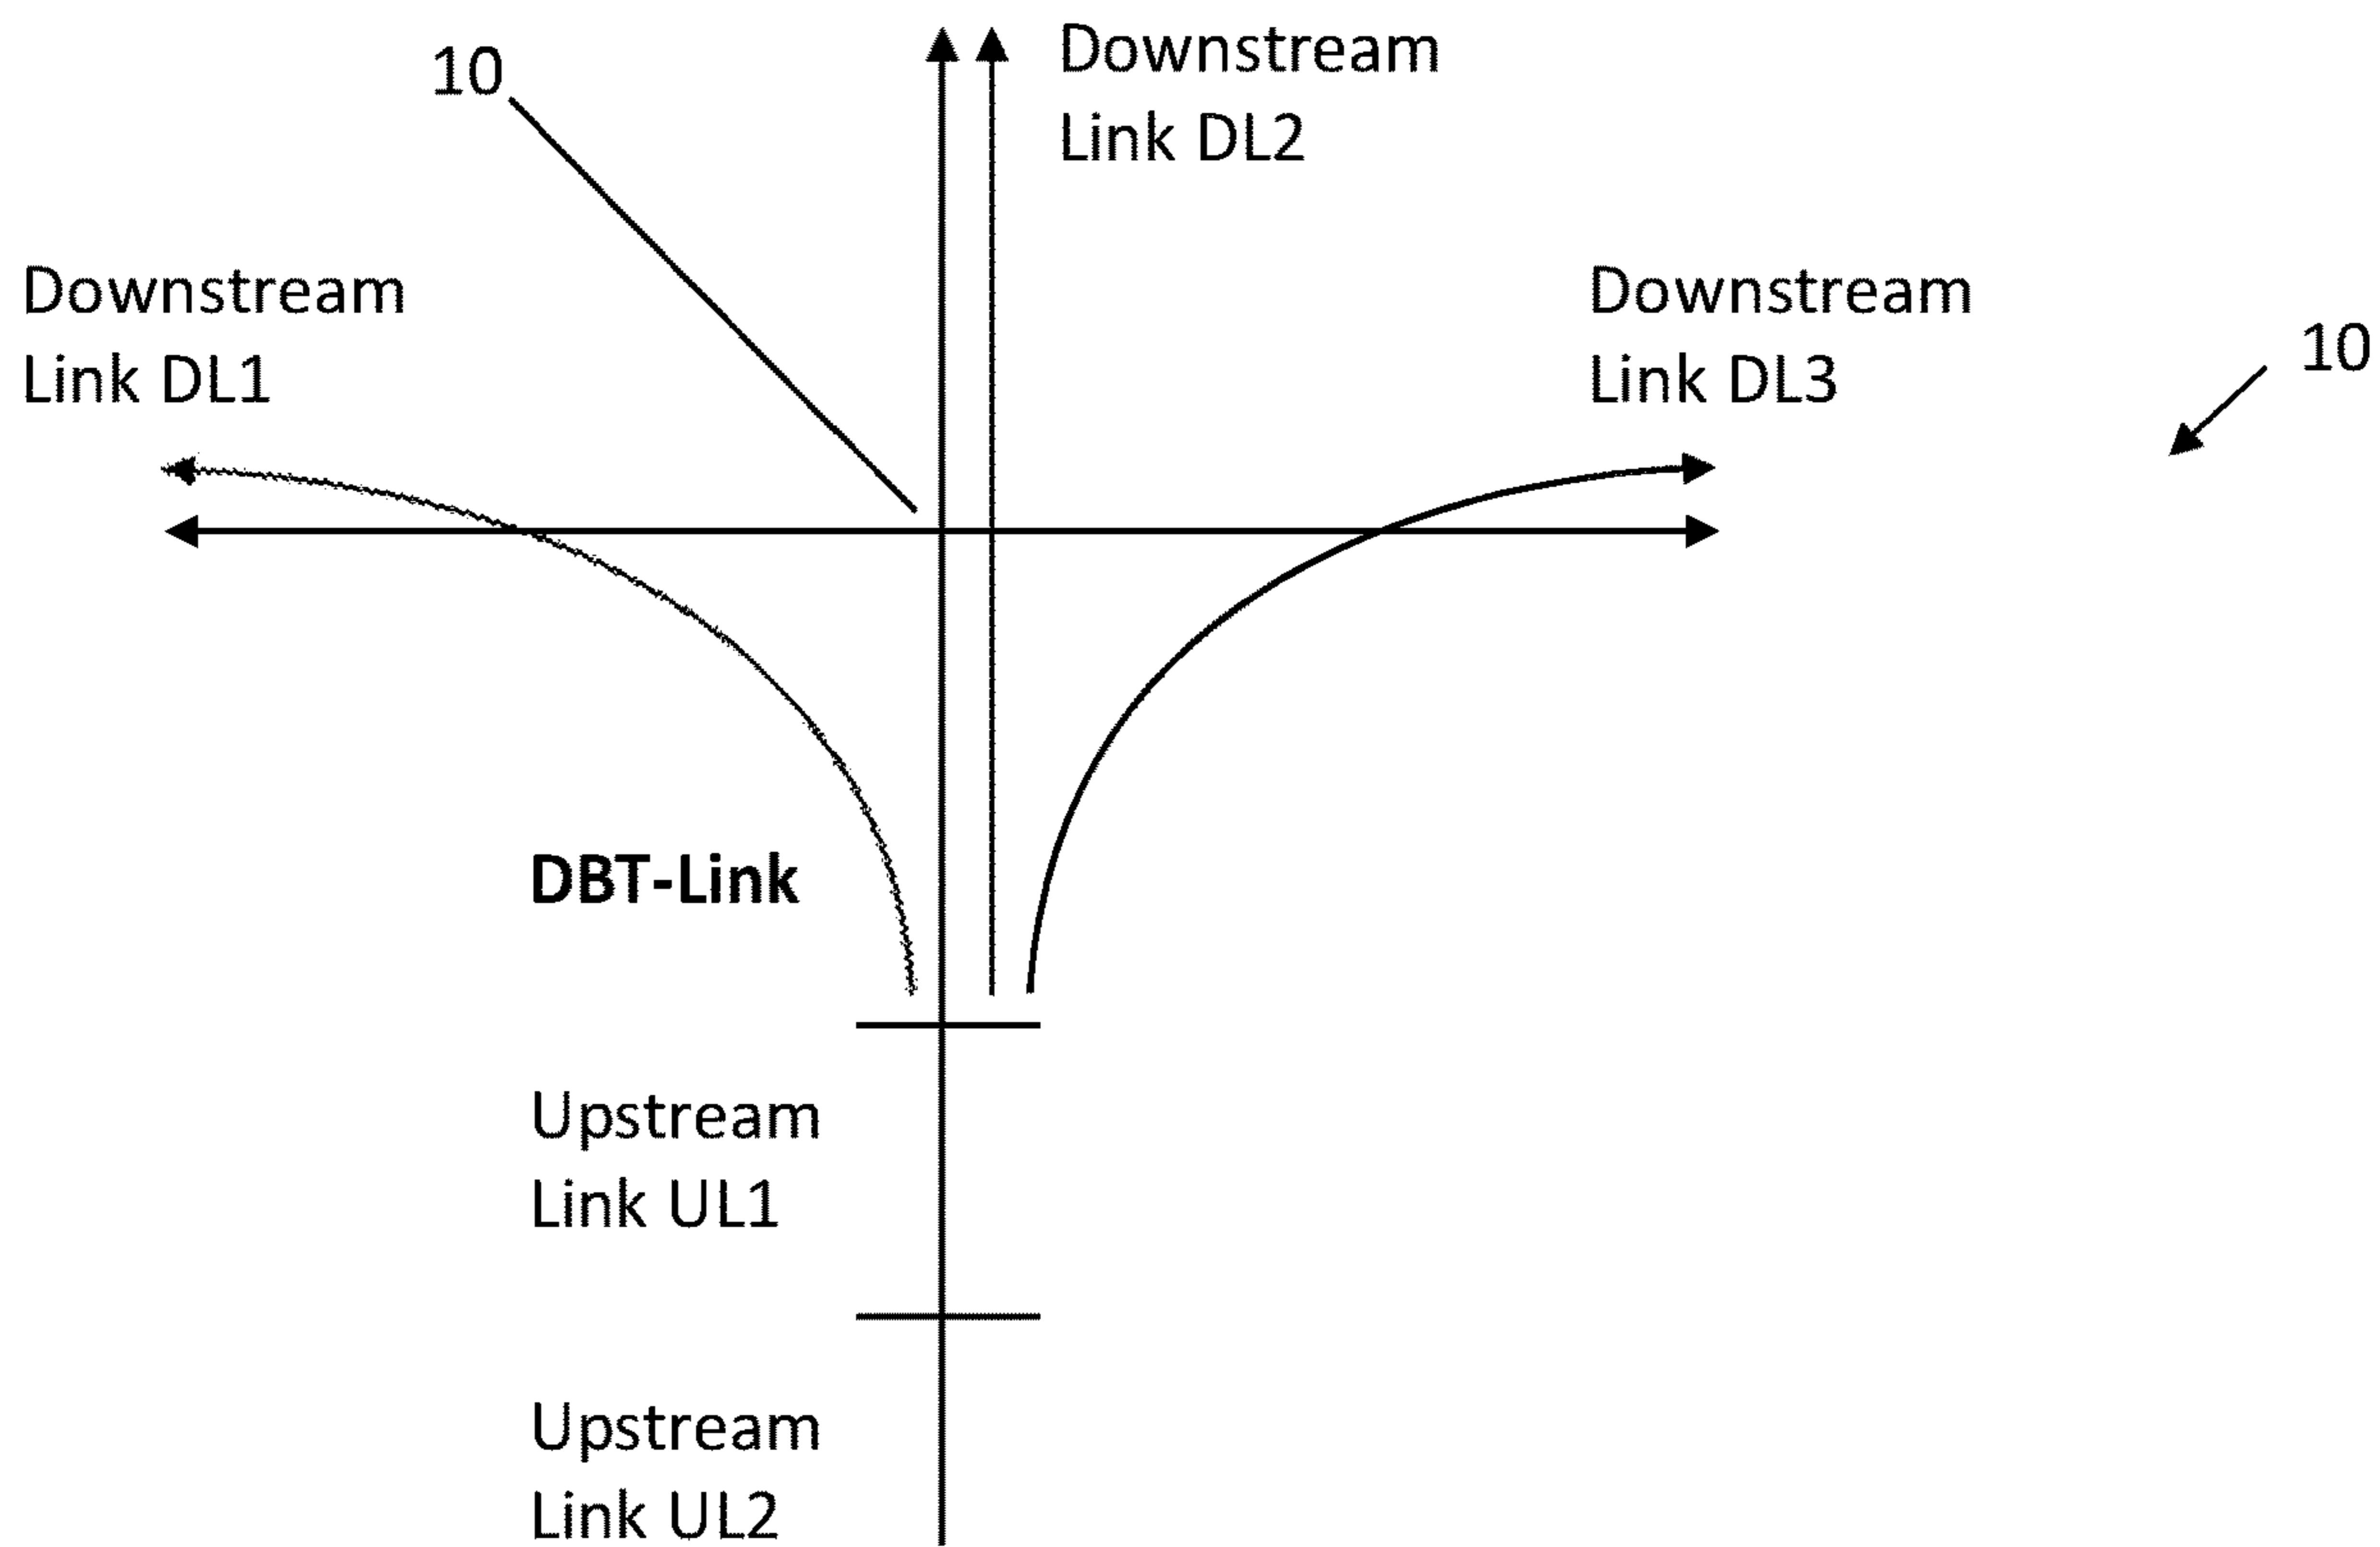 10
Downstream
Link DL2
Downstream
Link DL1
Downstream
Link DL3
10
DBT-Link
Upstream
Link UL1
Upstream
Link UL2